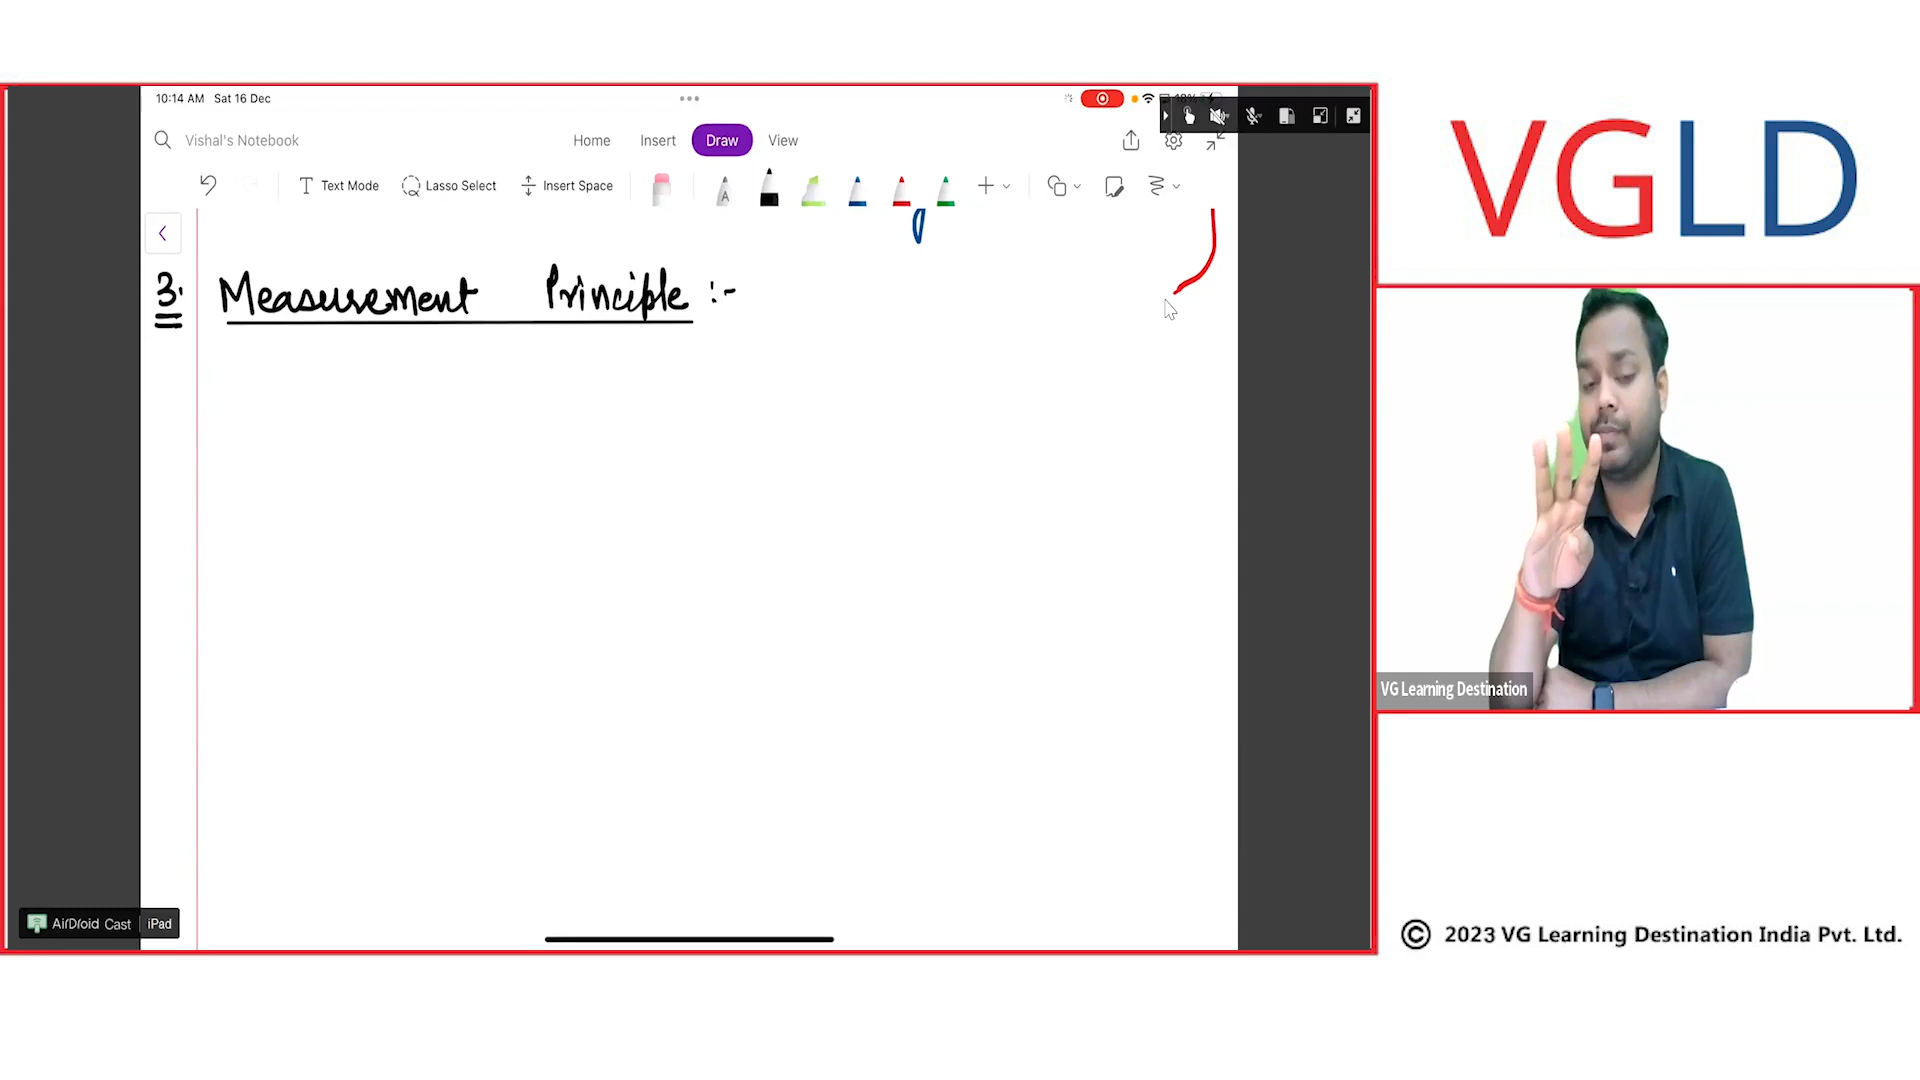 10:14 AM Sat 16 Dec
18%
Vishal's Notebook
Home Insert Draw View
Text Mode Lasso Select Insert Space
A
3. Measurement Principle :-
AirDroid Cast iPad
VGLD
VG Learning Destination
© 2023 VG Learning Destination India Pvt. Ltd.